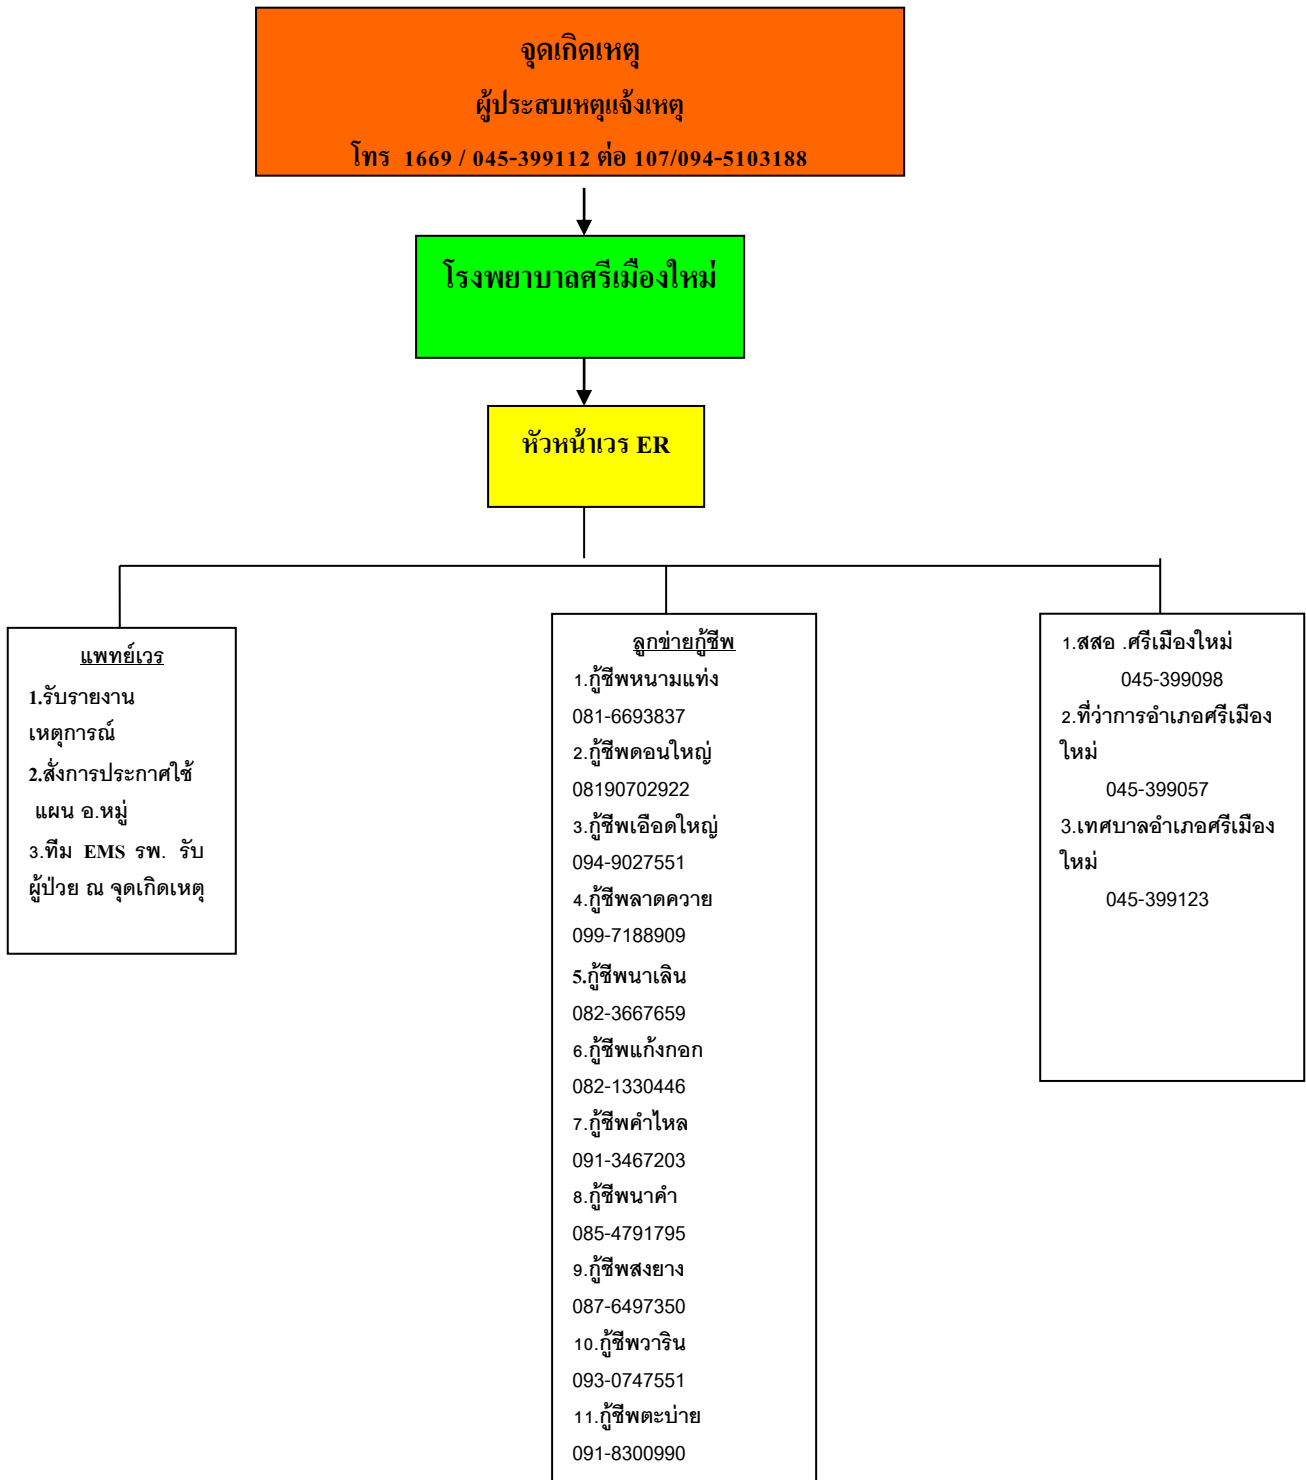 จุดเกิดเหตุ
ผู้ประสบเหตุแจ้งเหตุ
โทร 1669 / 045-399112 ต่อ 107/094-5103188
โรงพยาบาลศรีเมืองใหม่
หัวหน้าเวร ER
แพทย์เวร
1.รับรายงาน
เหตุการณ์
2.สั่งการประกาศใช้
แผน อ.หมู่
3.ทีม EMS รพ. รับ
ผู้ป่วย ณ จุดเกิดเหตุ
ลูกข่ายกู้ชีพ
1.กู้ชีพหนามแท่ง
081-6693837
2.กู้ชีพดอนใหญ่
08190702922
3.กู้ชีพเอือดใหญ่
094-9027551
4.กู้ชีพลาดควาย
099-7188909
5.กู้ชีพนาเลิน
082-3667659
6.กู้ชีพแก้งกอก
082-1330446
7.กู้ชีพคำไหล
091-3467203
8.กู้ชีพนาคำ
085-4791795
9.กู้ชีพสงยาง
087-6497350
10.กู้ชีพวาริน
093-0747551
11.กู้ชีพตะบ่าย
091-8300990
1.สสอ .ศรีเมืองใหม่
045-399098
2.ที่ว่าการอำเภอศรีเมือง
ใหม่
045-399057
3.เทศบาลอำเภอศรีเมือง
ใหม่
045-399123